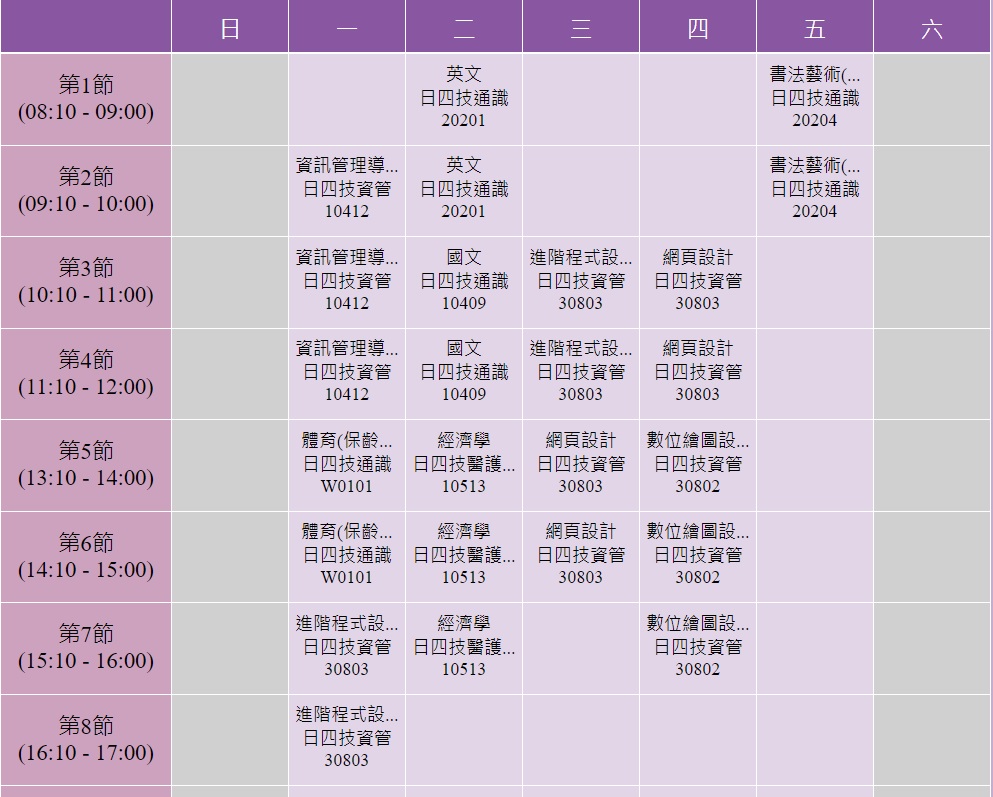 日 一 二 三 四 五 六
第1節
(08:10 - 09:00)
英文
日四技通識
20201
書法藝術(...
日四技通識
20204
第2節
(09:10 - 10:00)
資訊管理導...
日四技資管
10412
英文
日四技通識
20201
書法藝術(...
日四技通識
20204
第3節
(10:10 - 11:00)
資訊管理導...
日四技資管
10412
國文
日四技通識
10409
進階程式設...
日四技資管
30803
網頁設計
日四技資管
30803
第4節
(11:10 - 12:00)
資訊管理導...
日四技資管
10412
國文
日四技通識
10409
進階程式設...
日四技資管
30803
網頁設計
日四技資管
30803
第5節
(13:10 - 14:00)
體育(保齡...
日四技通識
W0101
經濟學
日四技醫護...
10513
網頁設計
日四技資管
30803
數位繪圖設...
日四技資管
30802
第6節
(14:10 - 15:00)
體育(保齡...
日四技通識
W0101
經濟學
日四技醫護...
10513
網頁設計
日四技資管
30803
數位繪圖設...
日四技資管
30802
第7節
(15:10 - 16:00)
進階程式設...
日四技資管
30803
經濟學
日四技醫護...
10513
數位繪圖設...
日四技資管
30802
第8節
(16:10 - 17:00)
進階程式設...
日四技資管
30803